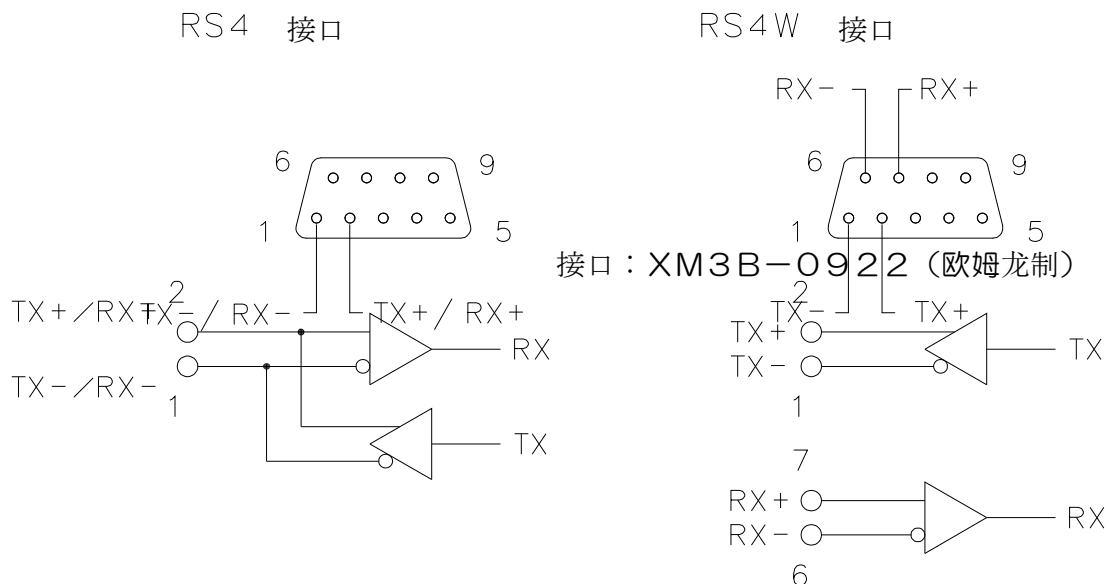 RS4 接口
6
9
1
5
TX-/RX-
TX+/RX+
TX+/RX+
2
TX-/RX-
1
RX
TX
RS4W 接口
RX-
RX+
6
9
1
5
接口：XM3B－0922（欧姆龙制）
TX-
TX+
2
TX+
TX-
1
TX
7
RX+
RX-
6
RX